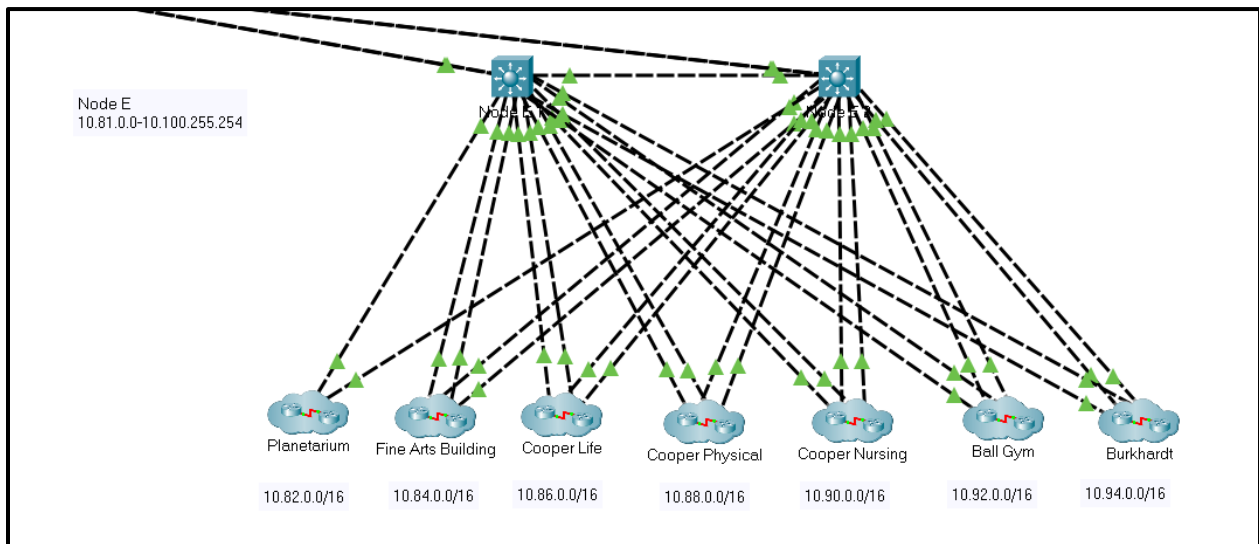 Node E
10.81.0.0-10.100.255.254
Node E
Node E
Planetarium
Fine Arts Building
Cooper Life
Cooper Physical
Cooper Nursing
Ball Gym
Burkhardt
10.82.0.0/16
10.84.0.0/16
10.86.0.0/16
10.88.0.0/16
10.90.0.0/16
10.92.0.0/16
10.94.0.0/16